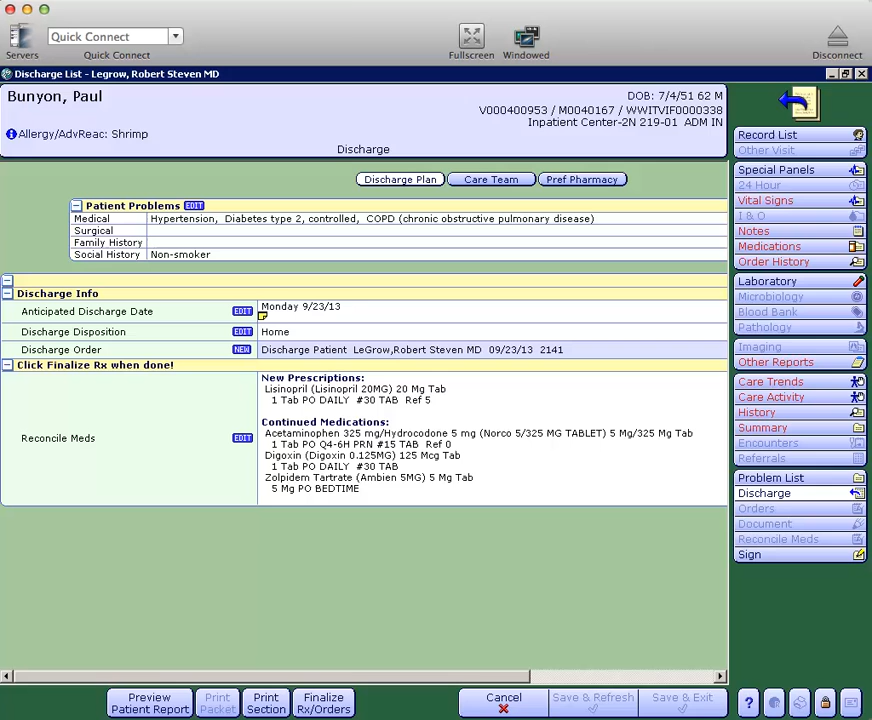 Quick Connect
Servers
Quick Connect
Fullscreen
Windowed
Disconnect
Discharge List - Legrow, Robert Steven MD
Bunyon, Paul
DOB: 7/4/51 62 M
V000400953 / M0040167 / WWITVIF0000338
Inpatient Center-2N 219-01 ADM IN
Allergy/AdvReac: Shrimp
Discharge
Discharge Plan
Care Team
Pref Pharmacy
Patient Problems EDIT
Medical Hypertension, Diabetes type 2, controlled, COPD (chronic obstructive pulmonary disease)
Surgical
Family History
Social History Non-smoker
Discharge Info
Anticipated Discharge Date EDIT Monday 9/23/13
Discharge Disposition EDIT Home
Discharge Order NEW Discharge Patient LeGrow,Robert Steven MD 09/23/13 2141
Click Finalize Rx when done!
New Prescriptions:
Lisinopril (Lisinopril 20MG) 20 Mg Tab
1 Tab PO DAILY #30 TAB Ref 5
Continued Medications:
Acetaminophen 325 mg/Hydrocodone 5 mg (Norco 5/325 MG TABLET) 5 Mg/325 Mg Tab
Reconcile Meds EDIT
1 Tab PO Q4-6H PRN #15 TAB Ref 0
Digoxin (Digoxin 0.125MG) 125 Mcg Tab
1 Tab PO DAILY #30 TAB
Zolpidem Tartrate (Ambien 5MG) 5 Mg Tab
5 Mg PO BEDTIME
Record List
Other Visit
Special Panels
24 Hour
Vital Signs
I & O
Notes
Medications
Order History
Laboratory
Microbiology
Blood Bank
Pathology
Imaging
Other Reports
Care Trends
Care Activity
History
Summary
Encounters
Referrals
Problem List
Discharge
Orders
Document
Reconcile Meds
Sign
Preview
Patient Report
Print
Packet
Print
Section
Finalize
Rx/Orders
Cancel
Save & Refresh
Save & Exit
?